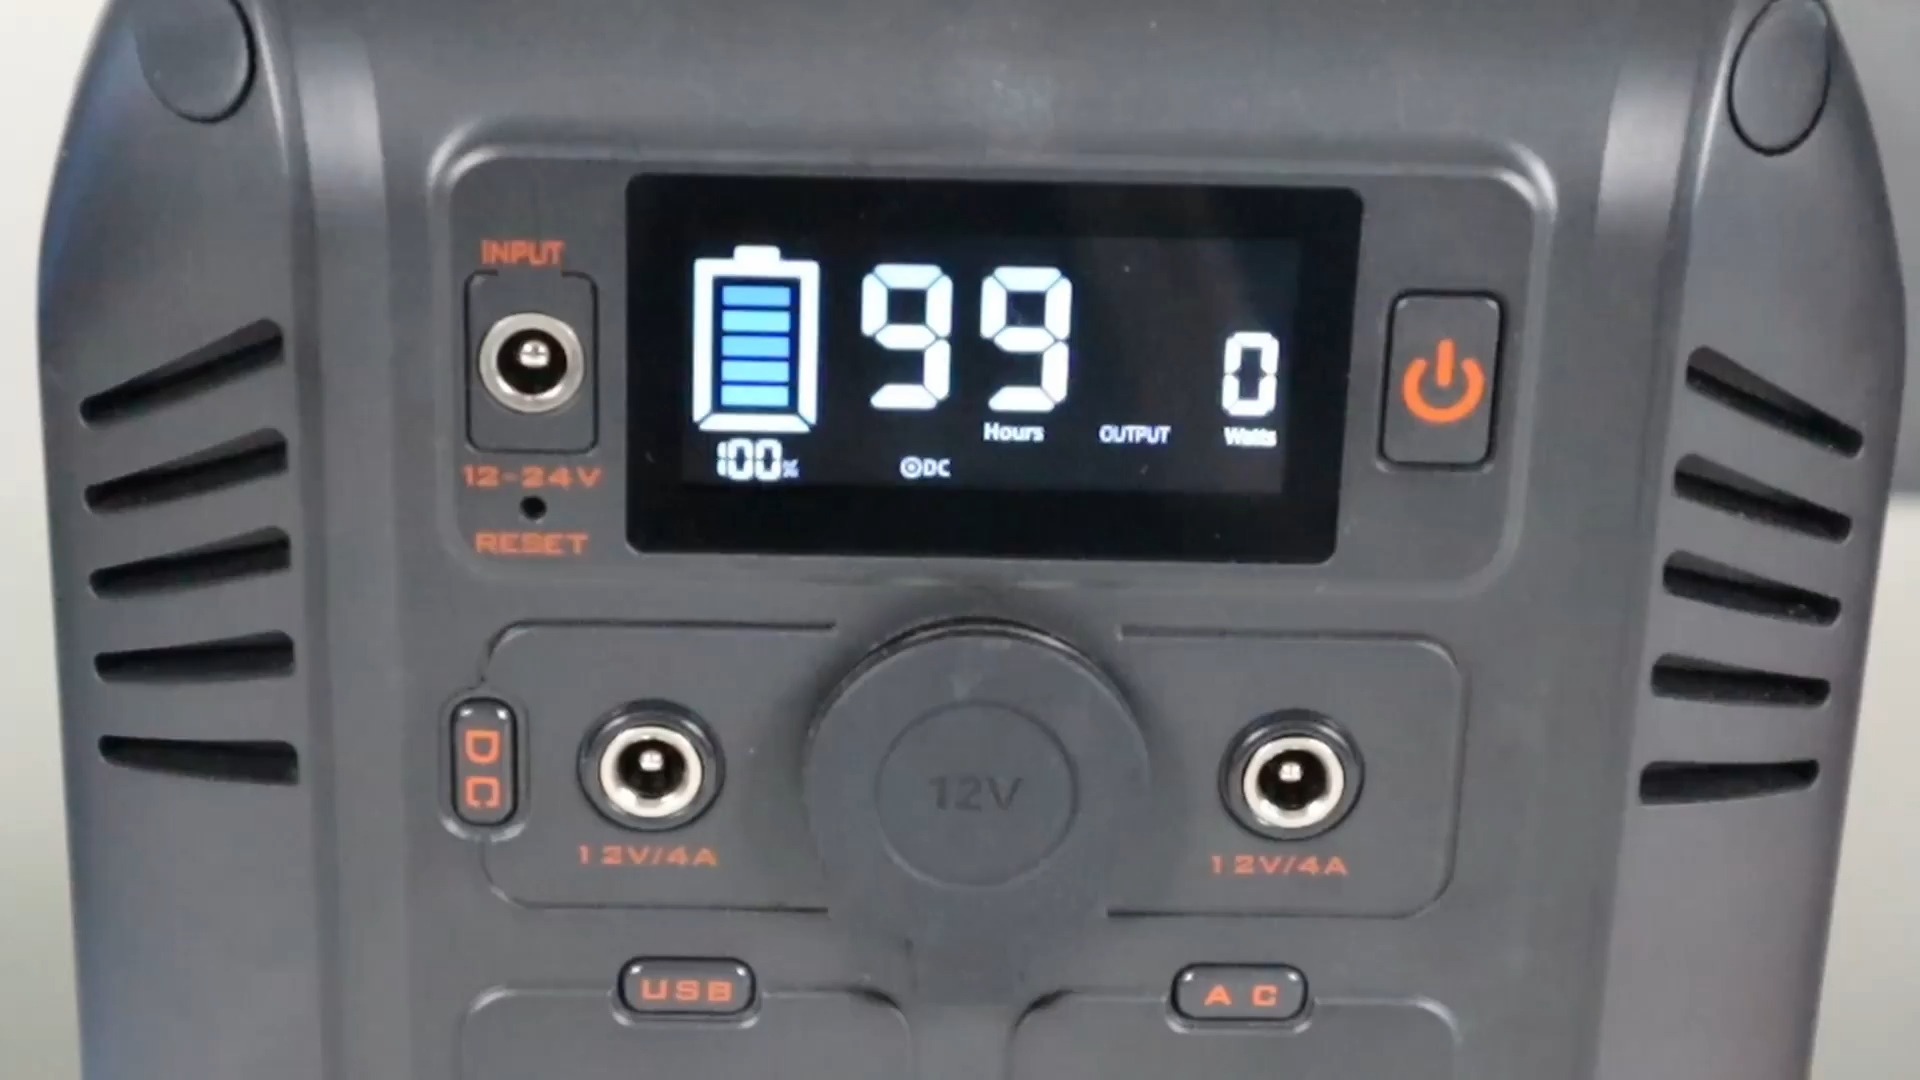 INPUT
12-24V
RESET
99
Hours
OUTPUT
0
Watts
100%
DC
DC
12V/4A
12V
12V/4A
USB
AC